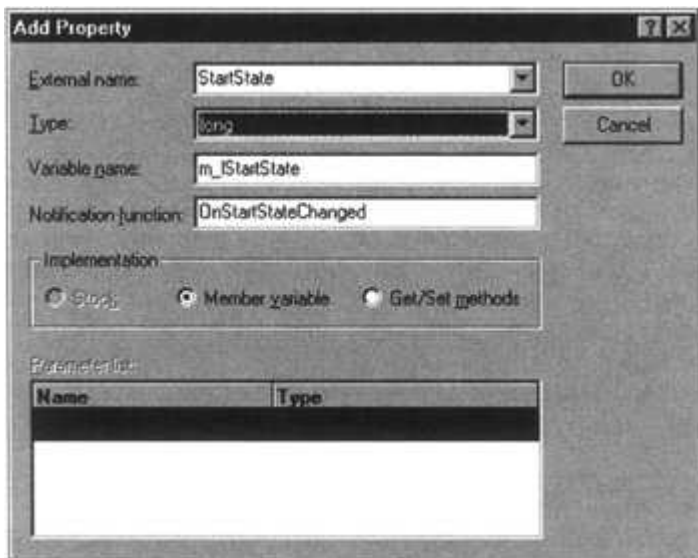 Add Property
External name: StartState OK
Type: long Cancel
Variable name: m_lStartState
Notification function: OnStartStateChanged
Implementation
Stock Member variable Get/Set methods
Parameter list:
Name Type